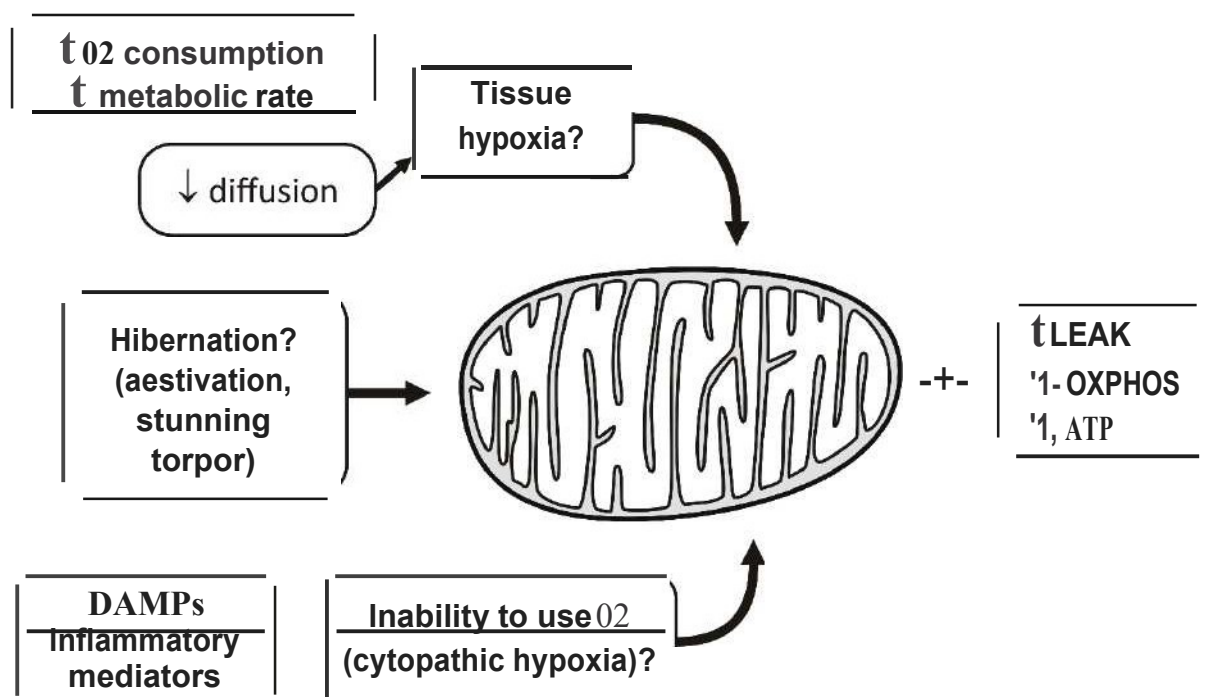 t 02 consumption
t metabolic rate
Tissue
hypoxia?
↓ diffusion
Hibernation?
(aestivation,
stunning
torpor)
-+-
t LEAK
'1- OXPHOS
'1, ATP
DAMPs
inflammatory
mediators
Inability to use 02
(cytopathic hypoxia)?